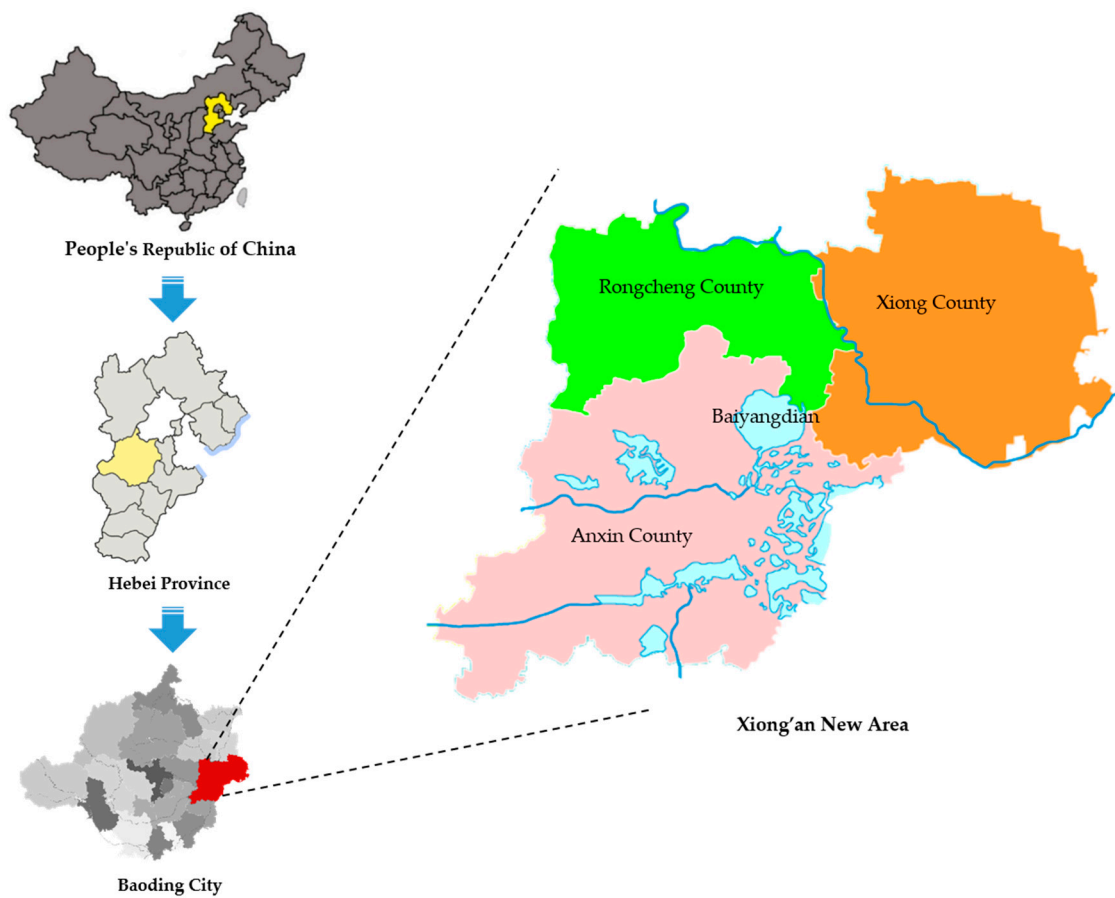 People's Republic of China
Hebei Province
Baoding City
Rongcheng County
Xiong County
Baiyangdian
Anxin County
Xiong’an New Area